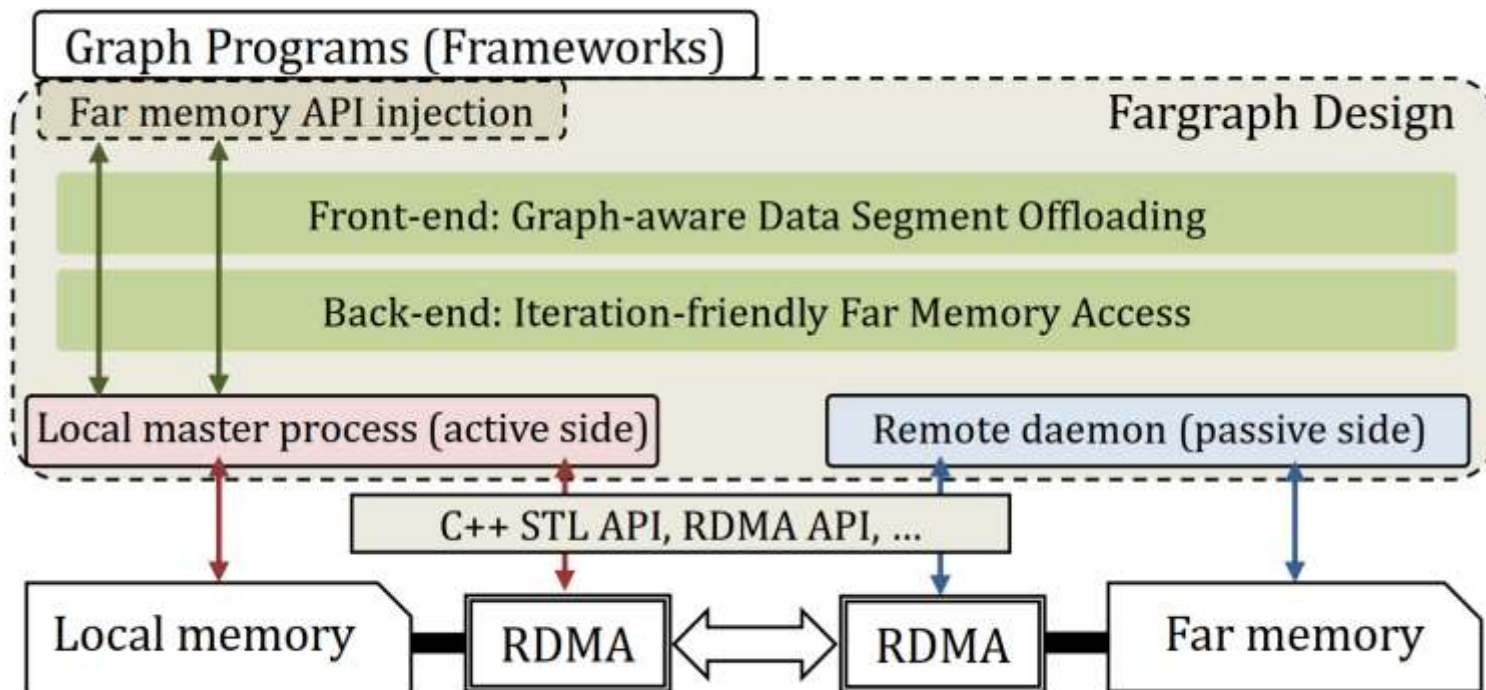 Graph Programs (Frameworks)
Far memory API injection
Fargraph Design
Front-end: Graph-aware Data Segment Offloading
Back-end: Iteration-friendly Far Memory Access
Local master process (active side)
Remote daemon (passive side)
C++ STL API, RDMA API, ...
Local memory
RDMA
RDMA
Far memory